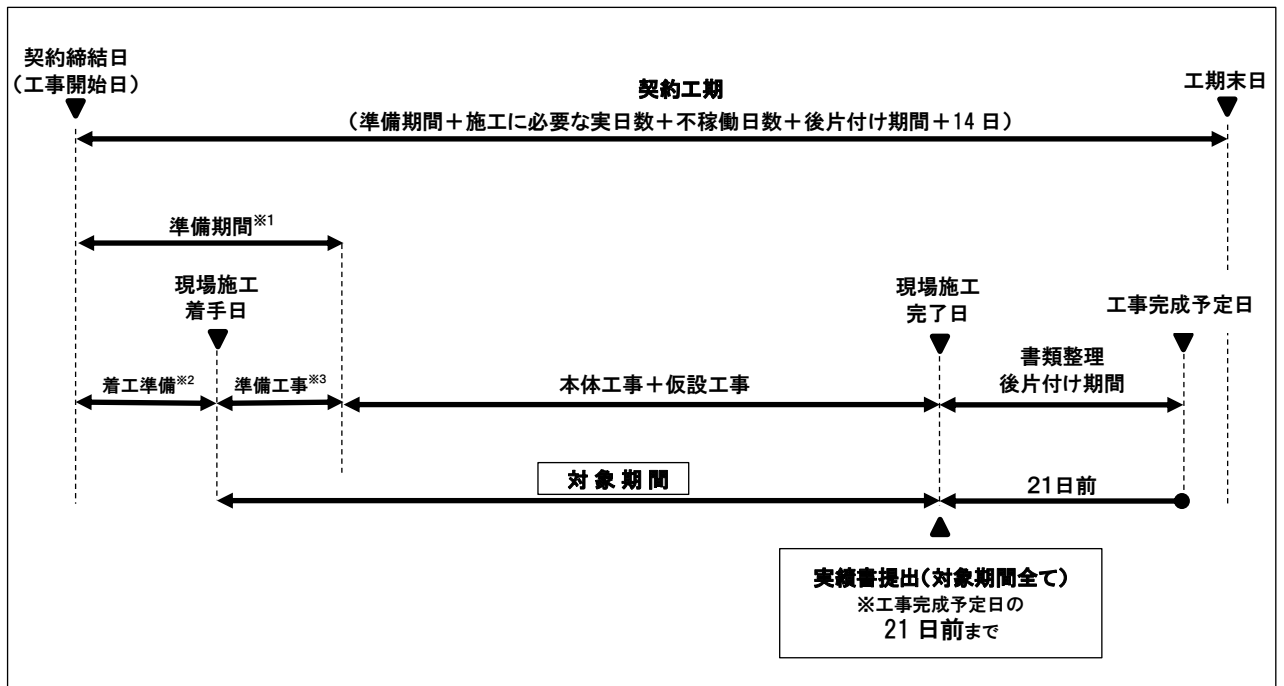 契約締結日
(工事開始日)
契約工期
工期末日
(準備期間+施工に必要な実日数+不稼働日数+後片付け期間+14日)
準備期間※1
現場施工
着手日
現場施工
完了日
工事完成予定日
着工準備※2
準備工事※3
本体工事+仮設工事
書類整理
後片付け期間
対象期間
21日前
実績書提出(対象期間全て)
※工事完成予定日の
21日前まで